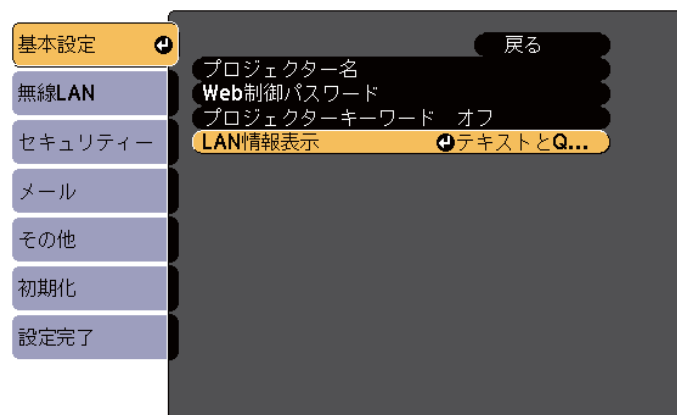 基本設定
無線LAN
セキュリティー
メール
その他
初期化
設定完了
戻る
プロジェクター名
Web制御パスワード
プロジェクターキーワード オフ
LAN情報表示 テキストとQ...